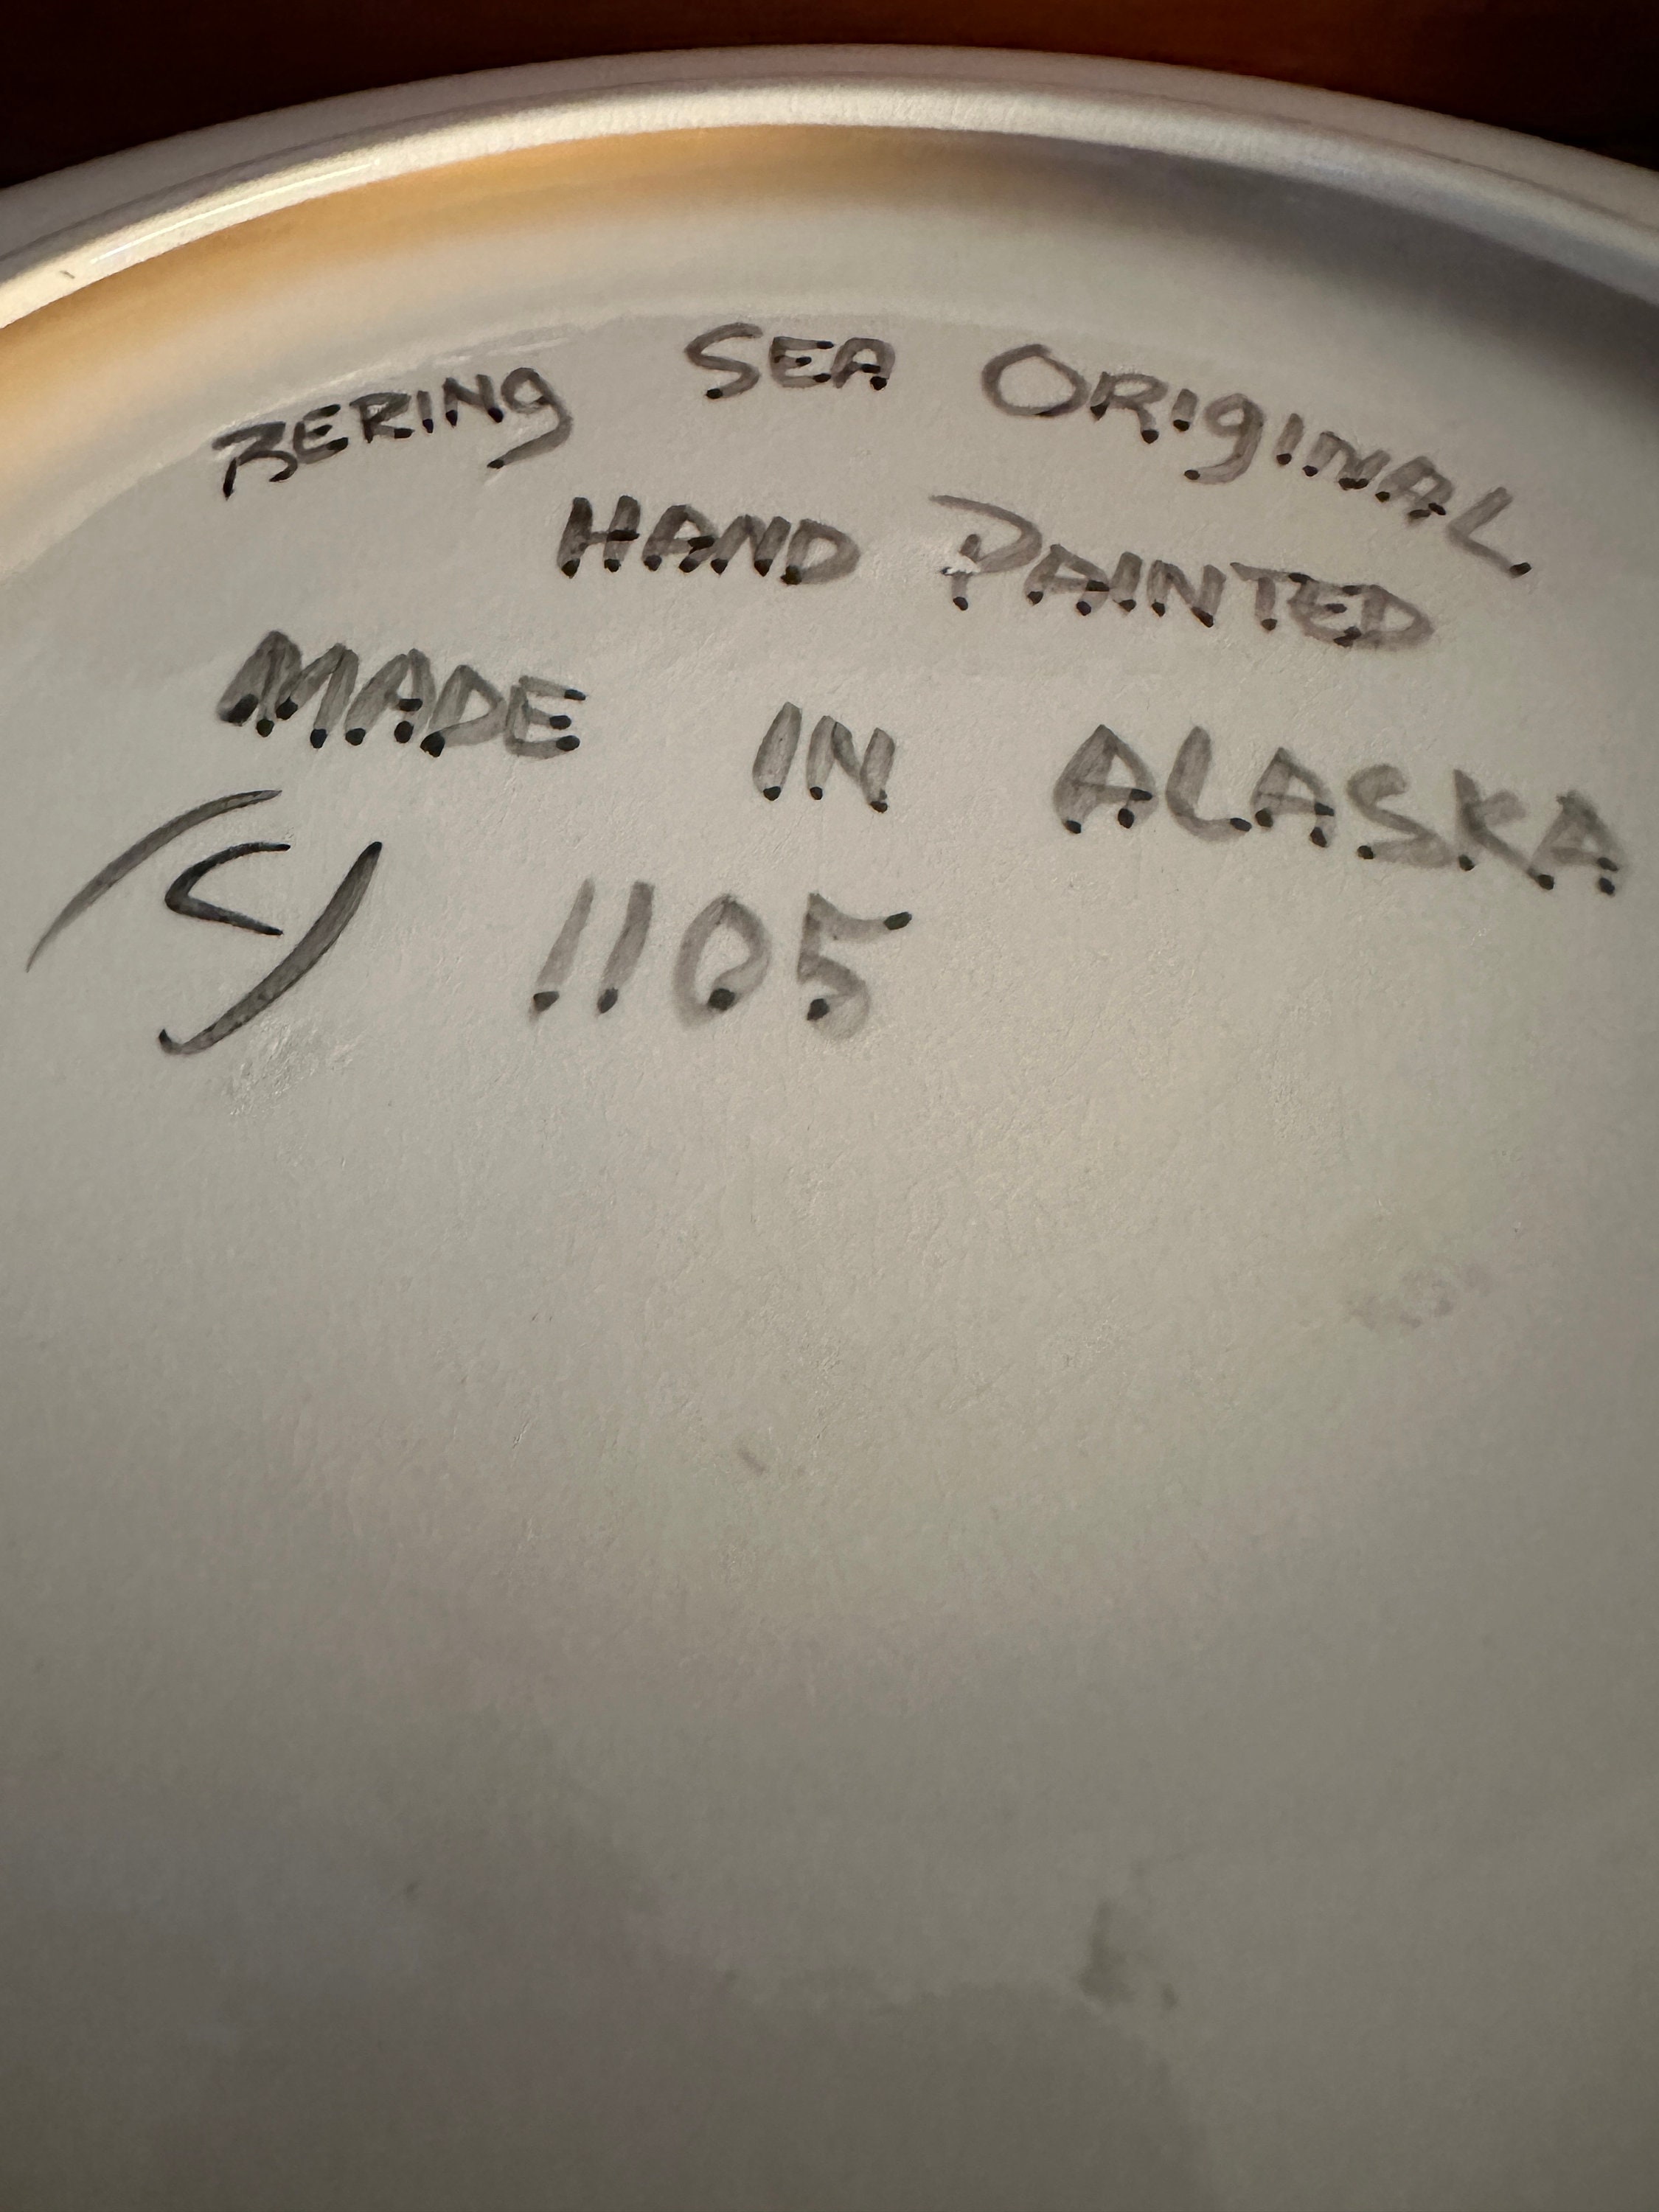 BERING SEA ORIGINAL
HAND PAINTED
MADE IN ALASKA
(C) 1105